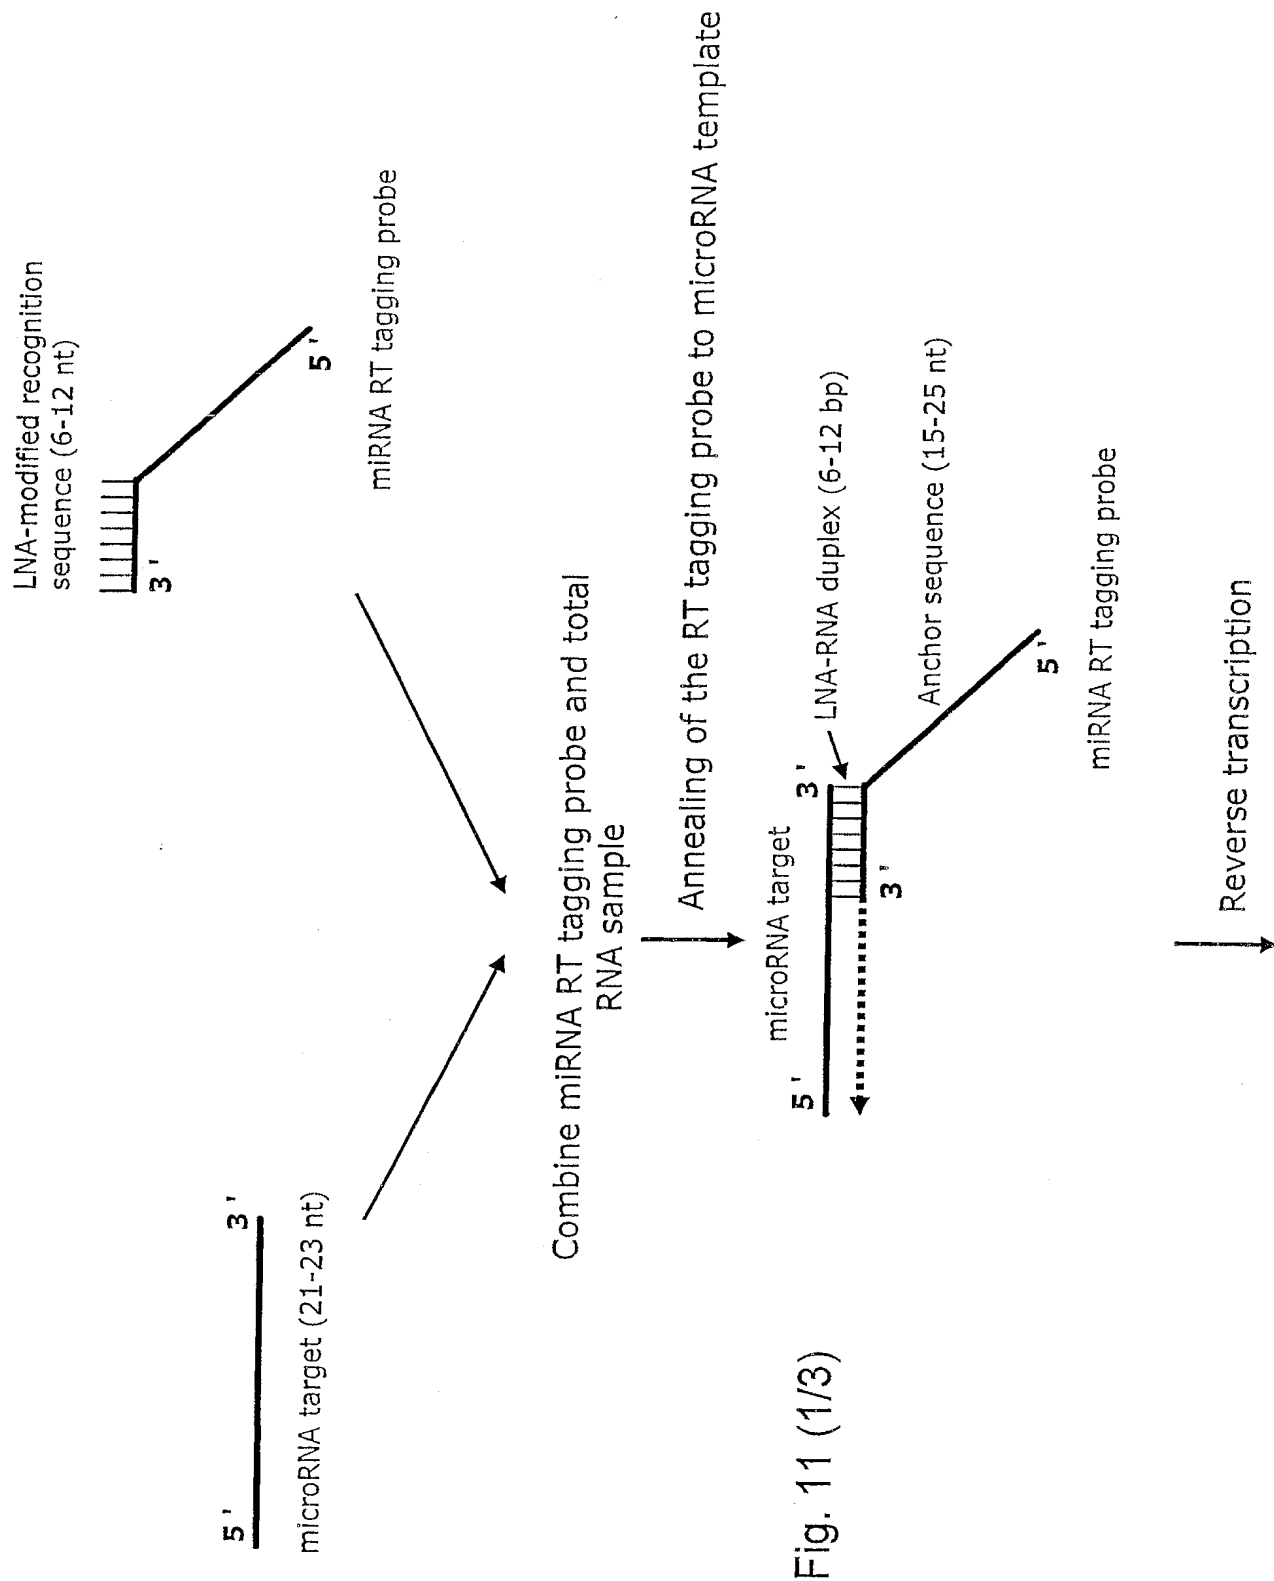 LNA-modified recognition
sequence (6-12 nt)
5'
3'
3'
5'
microRNA target (21-23 nt)
miRNA RT tagging probe
Combine miRNA RT tagging probe and total
RNA sample
Annealing of the RT tagging probe to microRNA template
microRNA target
5'
3'
LNA-RNA duplex (6-12 bp)
3'
Anchor sequence (15-25 nt)
5'
miRNA RT tagging probe
Reverse transcription
Fig. 11 (1/3)